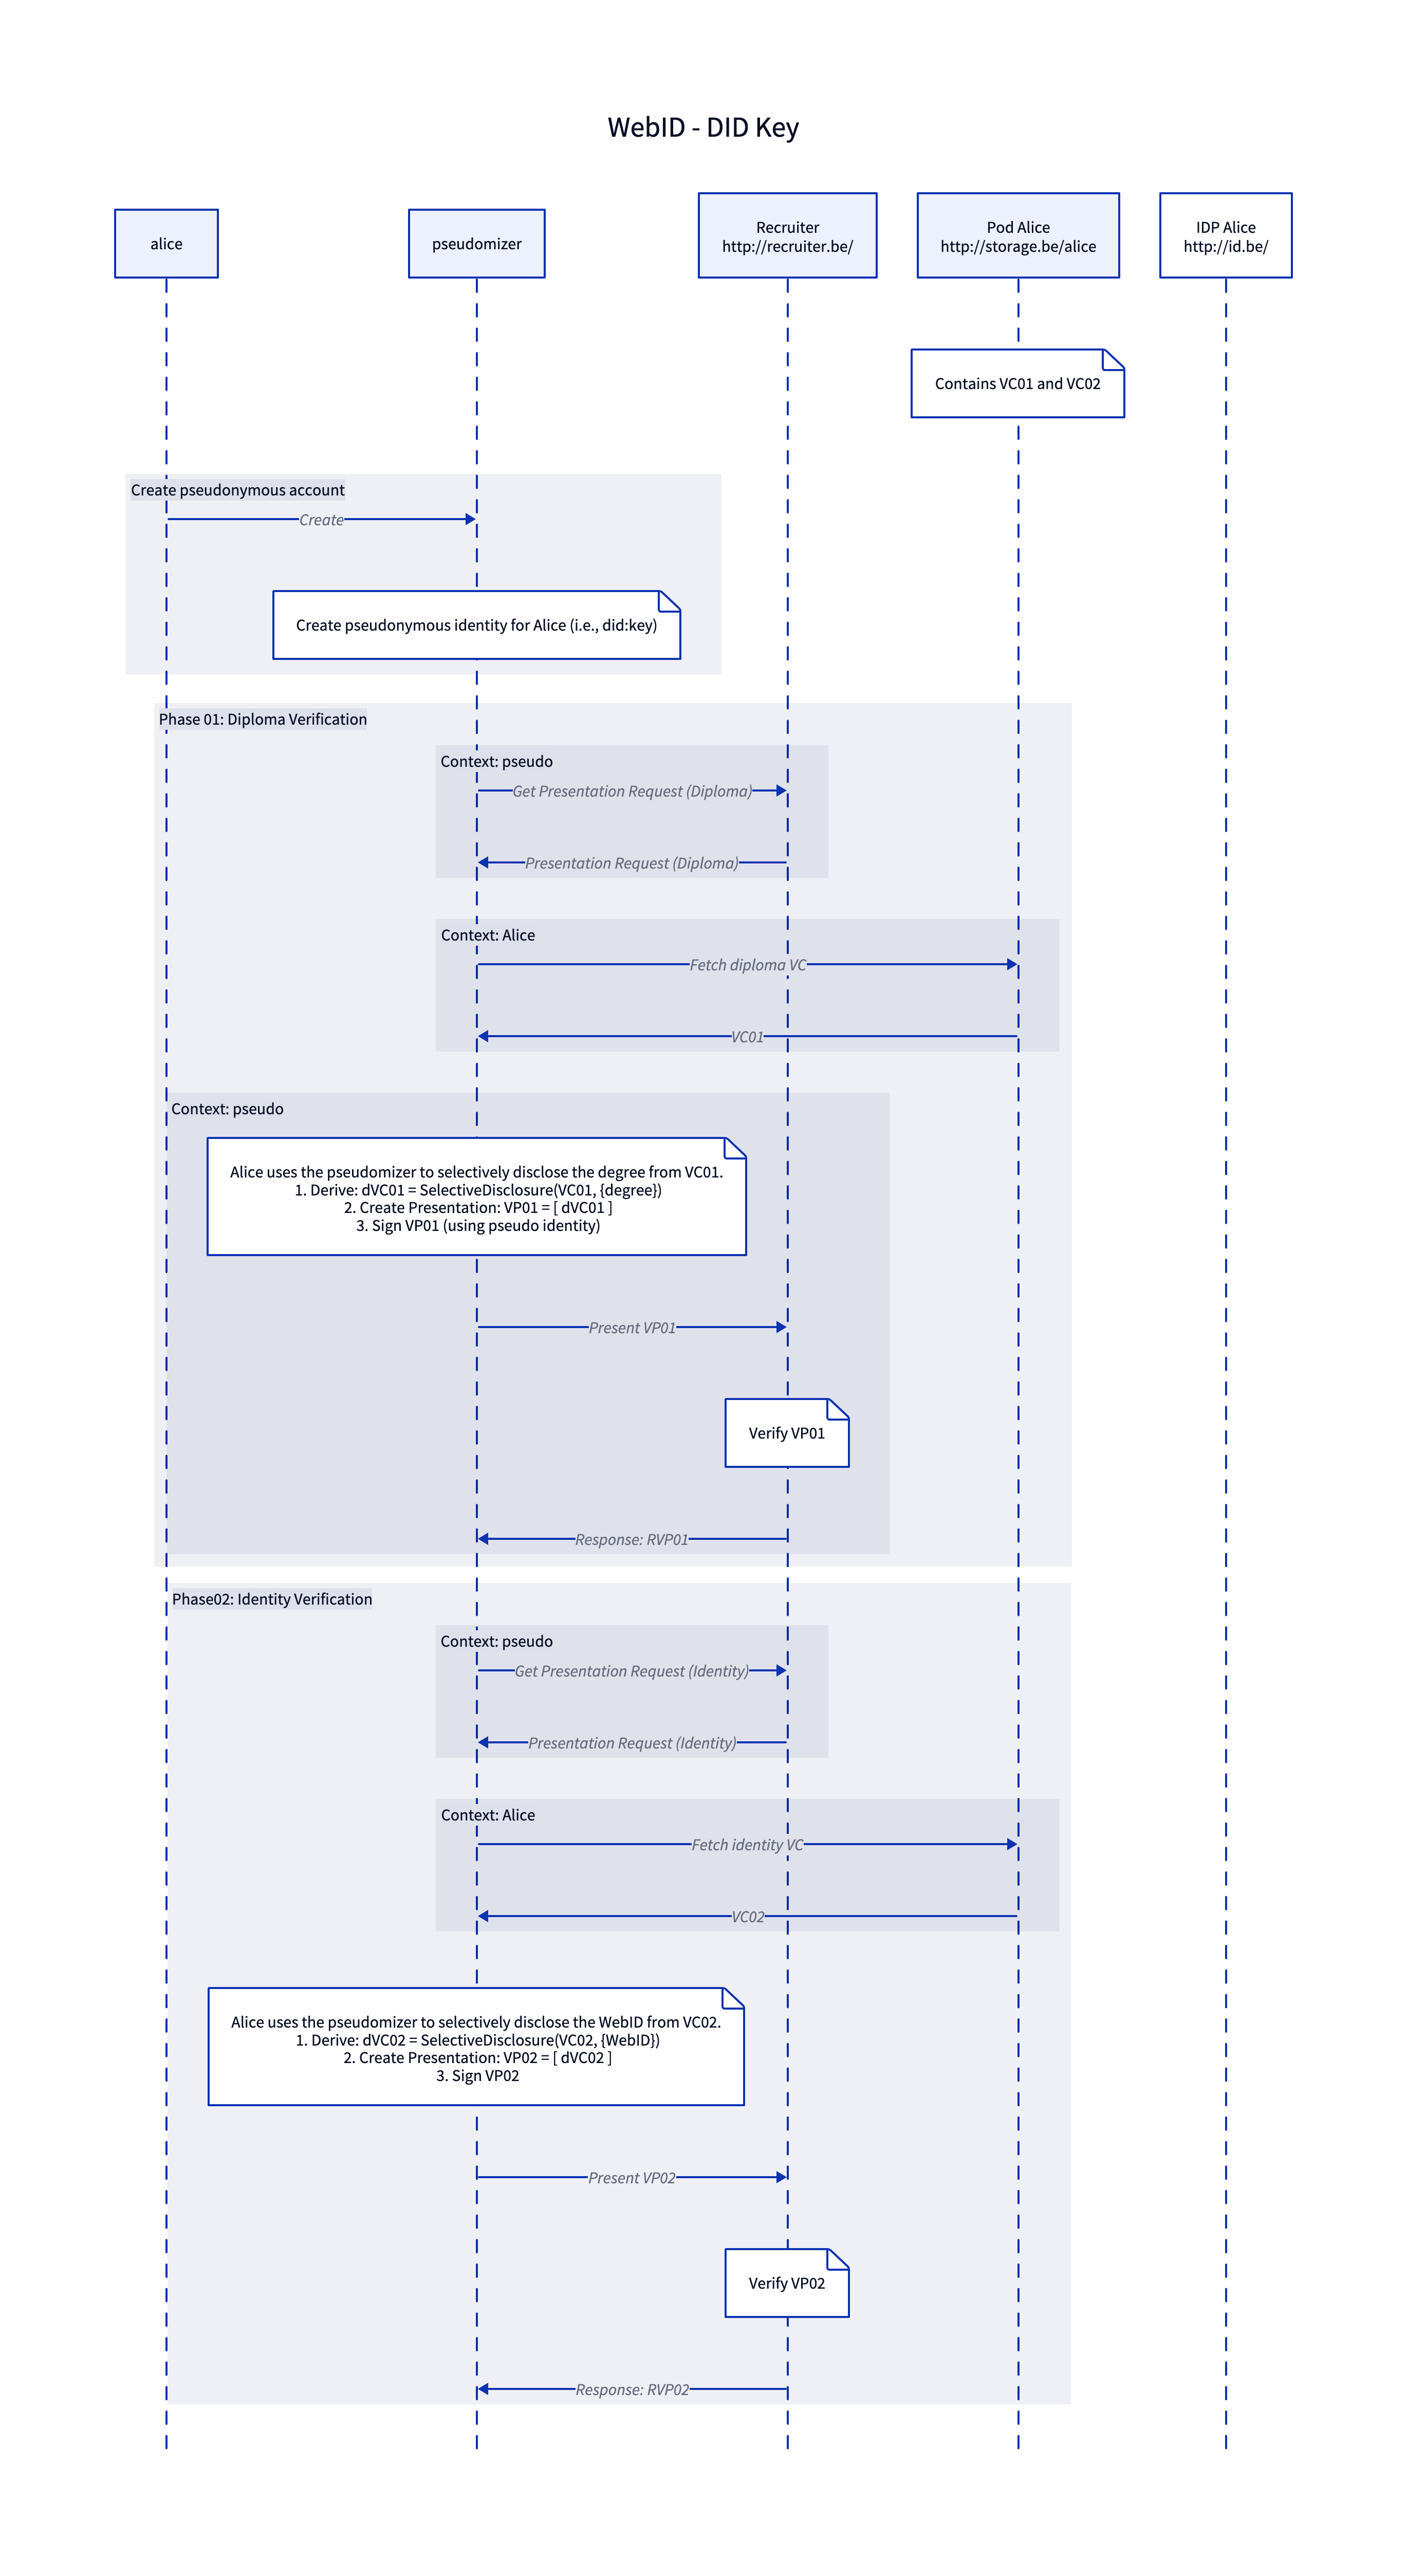 WebID - DID Key
alice
pseudomizer
Recruiter
http://recruiter.be/
Pod Alice
http://storage.be/alice
IDP Alice
http://id.be/
Contains VC01 and VC02
Create pseudonymous account
Create
Create pseudonymous identity for Alice (i.e., did:key)
Phase 01: Diploma Verification
Context: pseudo
Get Presentation Request (Diploma)
Presentation Request (Diploma)
Context: Alice
Fetch diploma VC
VC01
Context: pseudo
Alice uses the pseudomizer to selectively disclose the degree from VC01.
1. Derive: dVC01 = SelectiveDisclosure(VC01, {degree})
2. Create Presentation: VP01 = [ dVC01 ]
3. Sign VP01 (using pseudo identity)
Present VP01
Verify VP01
Response: RVP01
Phase02: Identity Verification
Context: pseudo
Get Presentation Request (Identity)
Presentation Request (Identity)
Context: Alice
Fetch identity VC
VC02
Alice uses the pseudomizer to selectively disclose the WebID from VC02.
1. Derive: dVC02 = SelectiveDisclosure(VC02, {WebID})
2. Create Presentation: VP02 = [ dVC02 ]
3. Sign VP02
Present VP02
Verify VP02
Response: RVP02